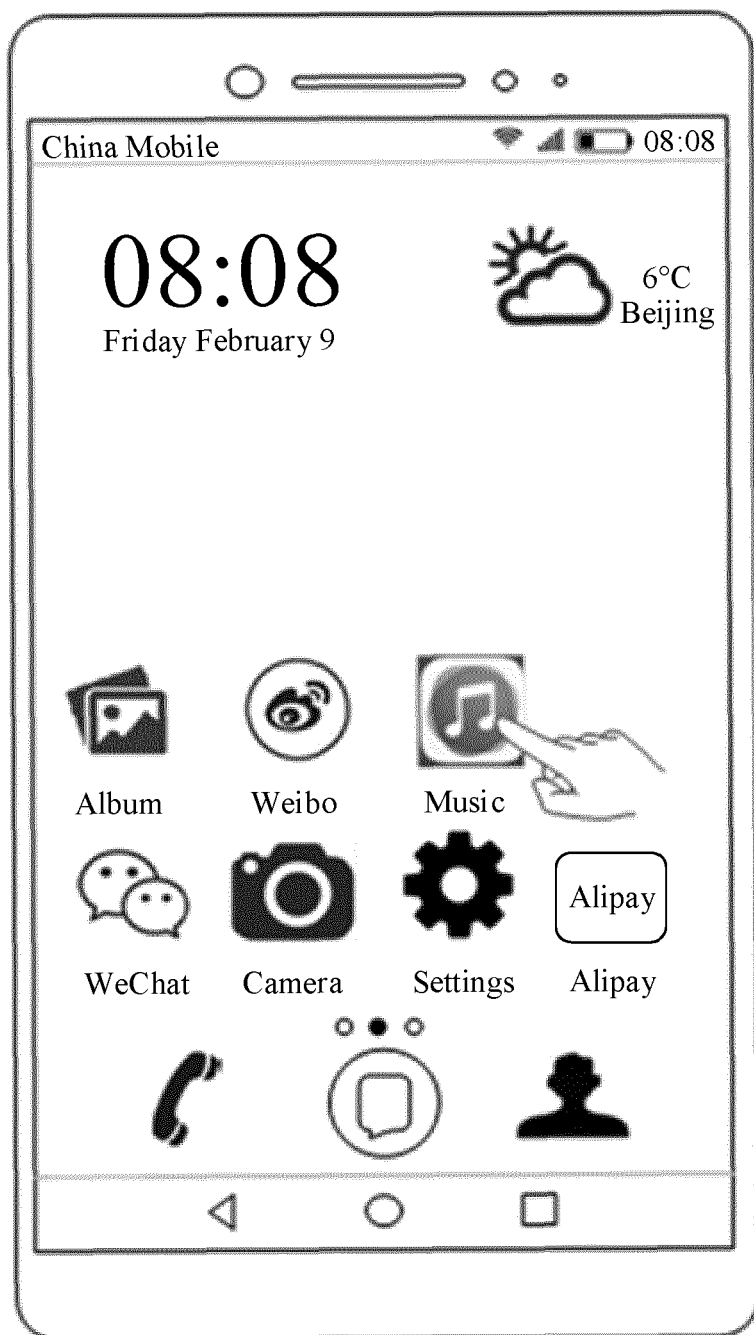 China Mobile 08:08
08:08
6°C
Beijing
Friday February 9
Album Weibo Music
Alipay
WeChat Camera Settings Alipay